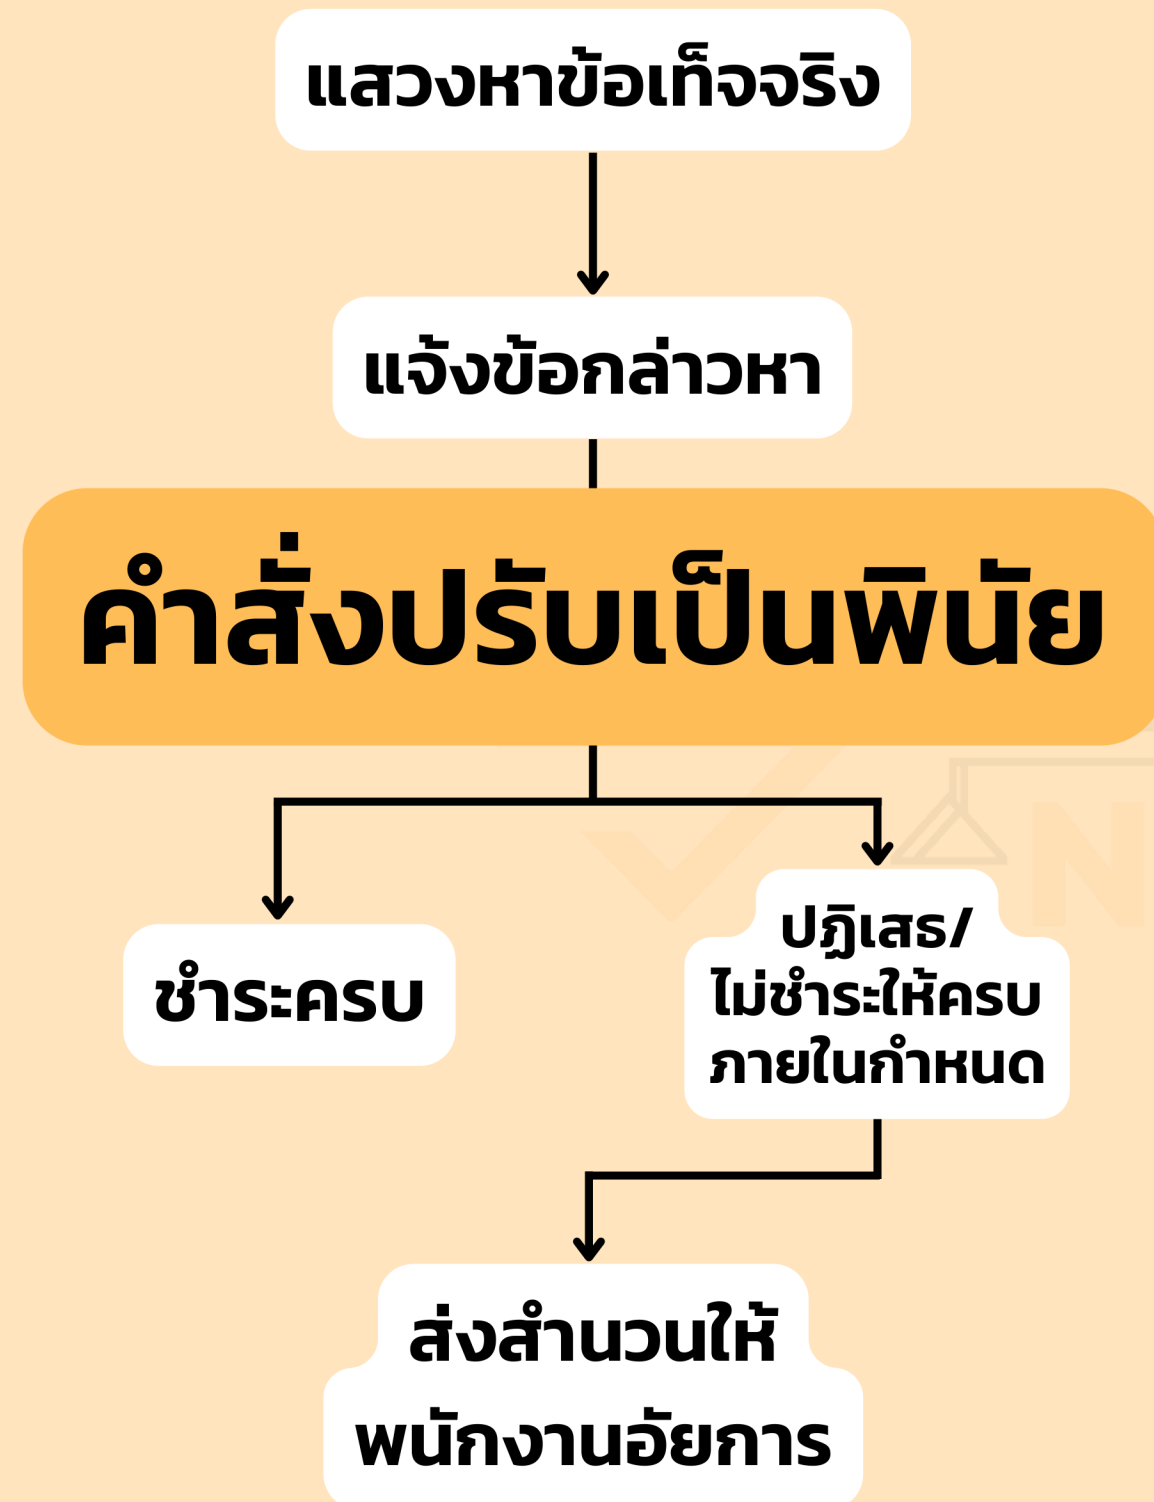 แสวงหาข้อเท็จจริง
แจ้งข้อกล่าวหา
คำสั่งปรับเป็นพินัย
ชำระครบ
ปฏิเสธ/
ไม่ชำระให้ครบ
ภายในกำหนด
ส่งสำนวนให้
พนักงานอัยการ